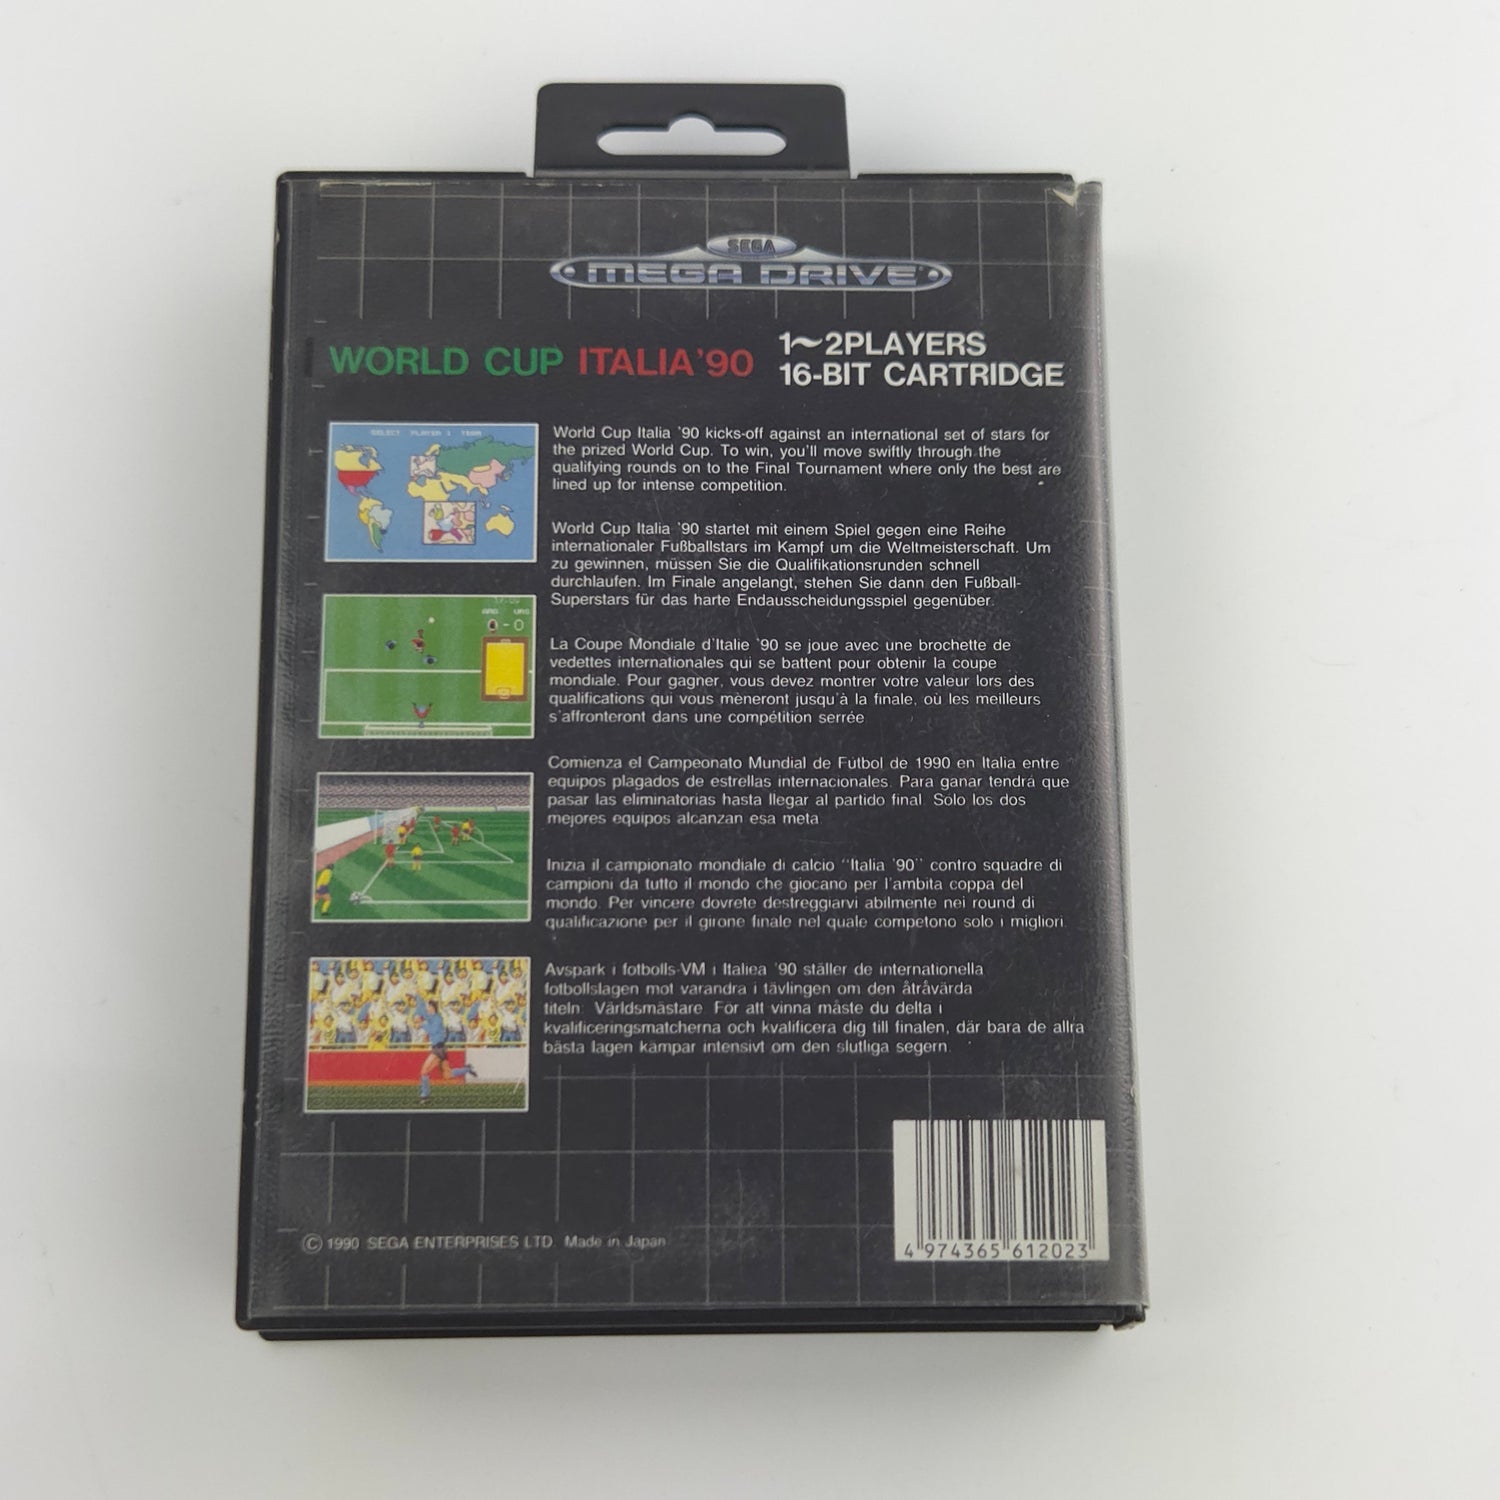 SEGA
MEGA DRIVE
WORLD CUP ITALIA'90
1~2PLAYERS
16-BIT CARTRIDGE
SELECT PLAYER 1 TEAM
World Cup Italia '90 kicks-off against an international set of stars for
the prized World Cup. To win, you'll move swiftly through the
qualifying rounds on to the Final Tournament where only the best are
lined up for intense competition.
World Cup Italia '90 startet mit einem Spiel gegen eine Reihe
internationaler Fußballstars im Kampf um die Weltmeisterschaft. Um
zu gewinnen, müssen Sie die Qualifikationsrunden schnell
durchlaufen. Im Finale angelangt, stehen Sie dann den Fußball-
Superstars für das harte Endausscheidungsspiel gegenüber.
0-0
La Coupe Mondiale d'Italie '90 se joue avec une brochette de
vedettes internationales qui se battent pour obtenir la coupe
mondiale. Pour gagner, vous devez montrer votre valeur lors des
qualifications qui vous mèneront jusqu'à la finale, où les meilleurs
s'affronteront dans une compétition serrée
Comienza el Campeonato Mundial de Futbol de 1990 en Italia entre
equipos plagados de estrellas internacionales. Para ganar tendrá que
pasar las eliminatorias hasta llegar al partido final. Solo los dos
mejores equipos alcanzan esa meta.
Inizia il campionato mondiale di calcio "Italia '90" contro squadre di
campioni da tutto il mondo che giocano per l'ambita coppa del
mondo. Per vincere dovrete destreggiarvi abilmente nei round di
qualificazione per il girone finale nel quale competono solo i migliori.
Avspark i fotbolls-VM i Italiea '90 ställer de internationella
fotbollslagen mot varandra i tävlingen om den åtråvärda
titeln: Världsmästare. För att vinna måste du delta i
kvalificeringsmatcherna och kvalificera dig till finalen, där bara de allra
bästa lagen kämpar intensivt om den slutliga segern.
© 1990 SEGA ENTERPRISES LTD. Made in Japan
4 974365 612023